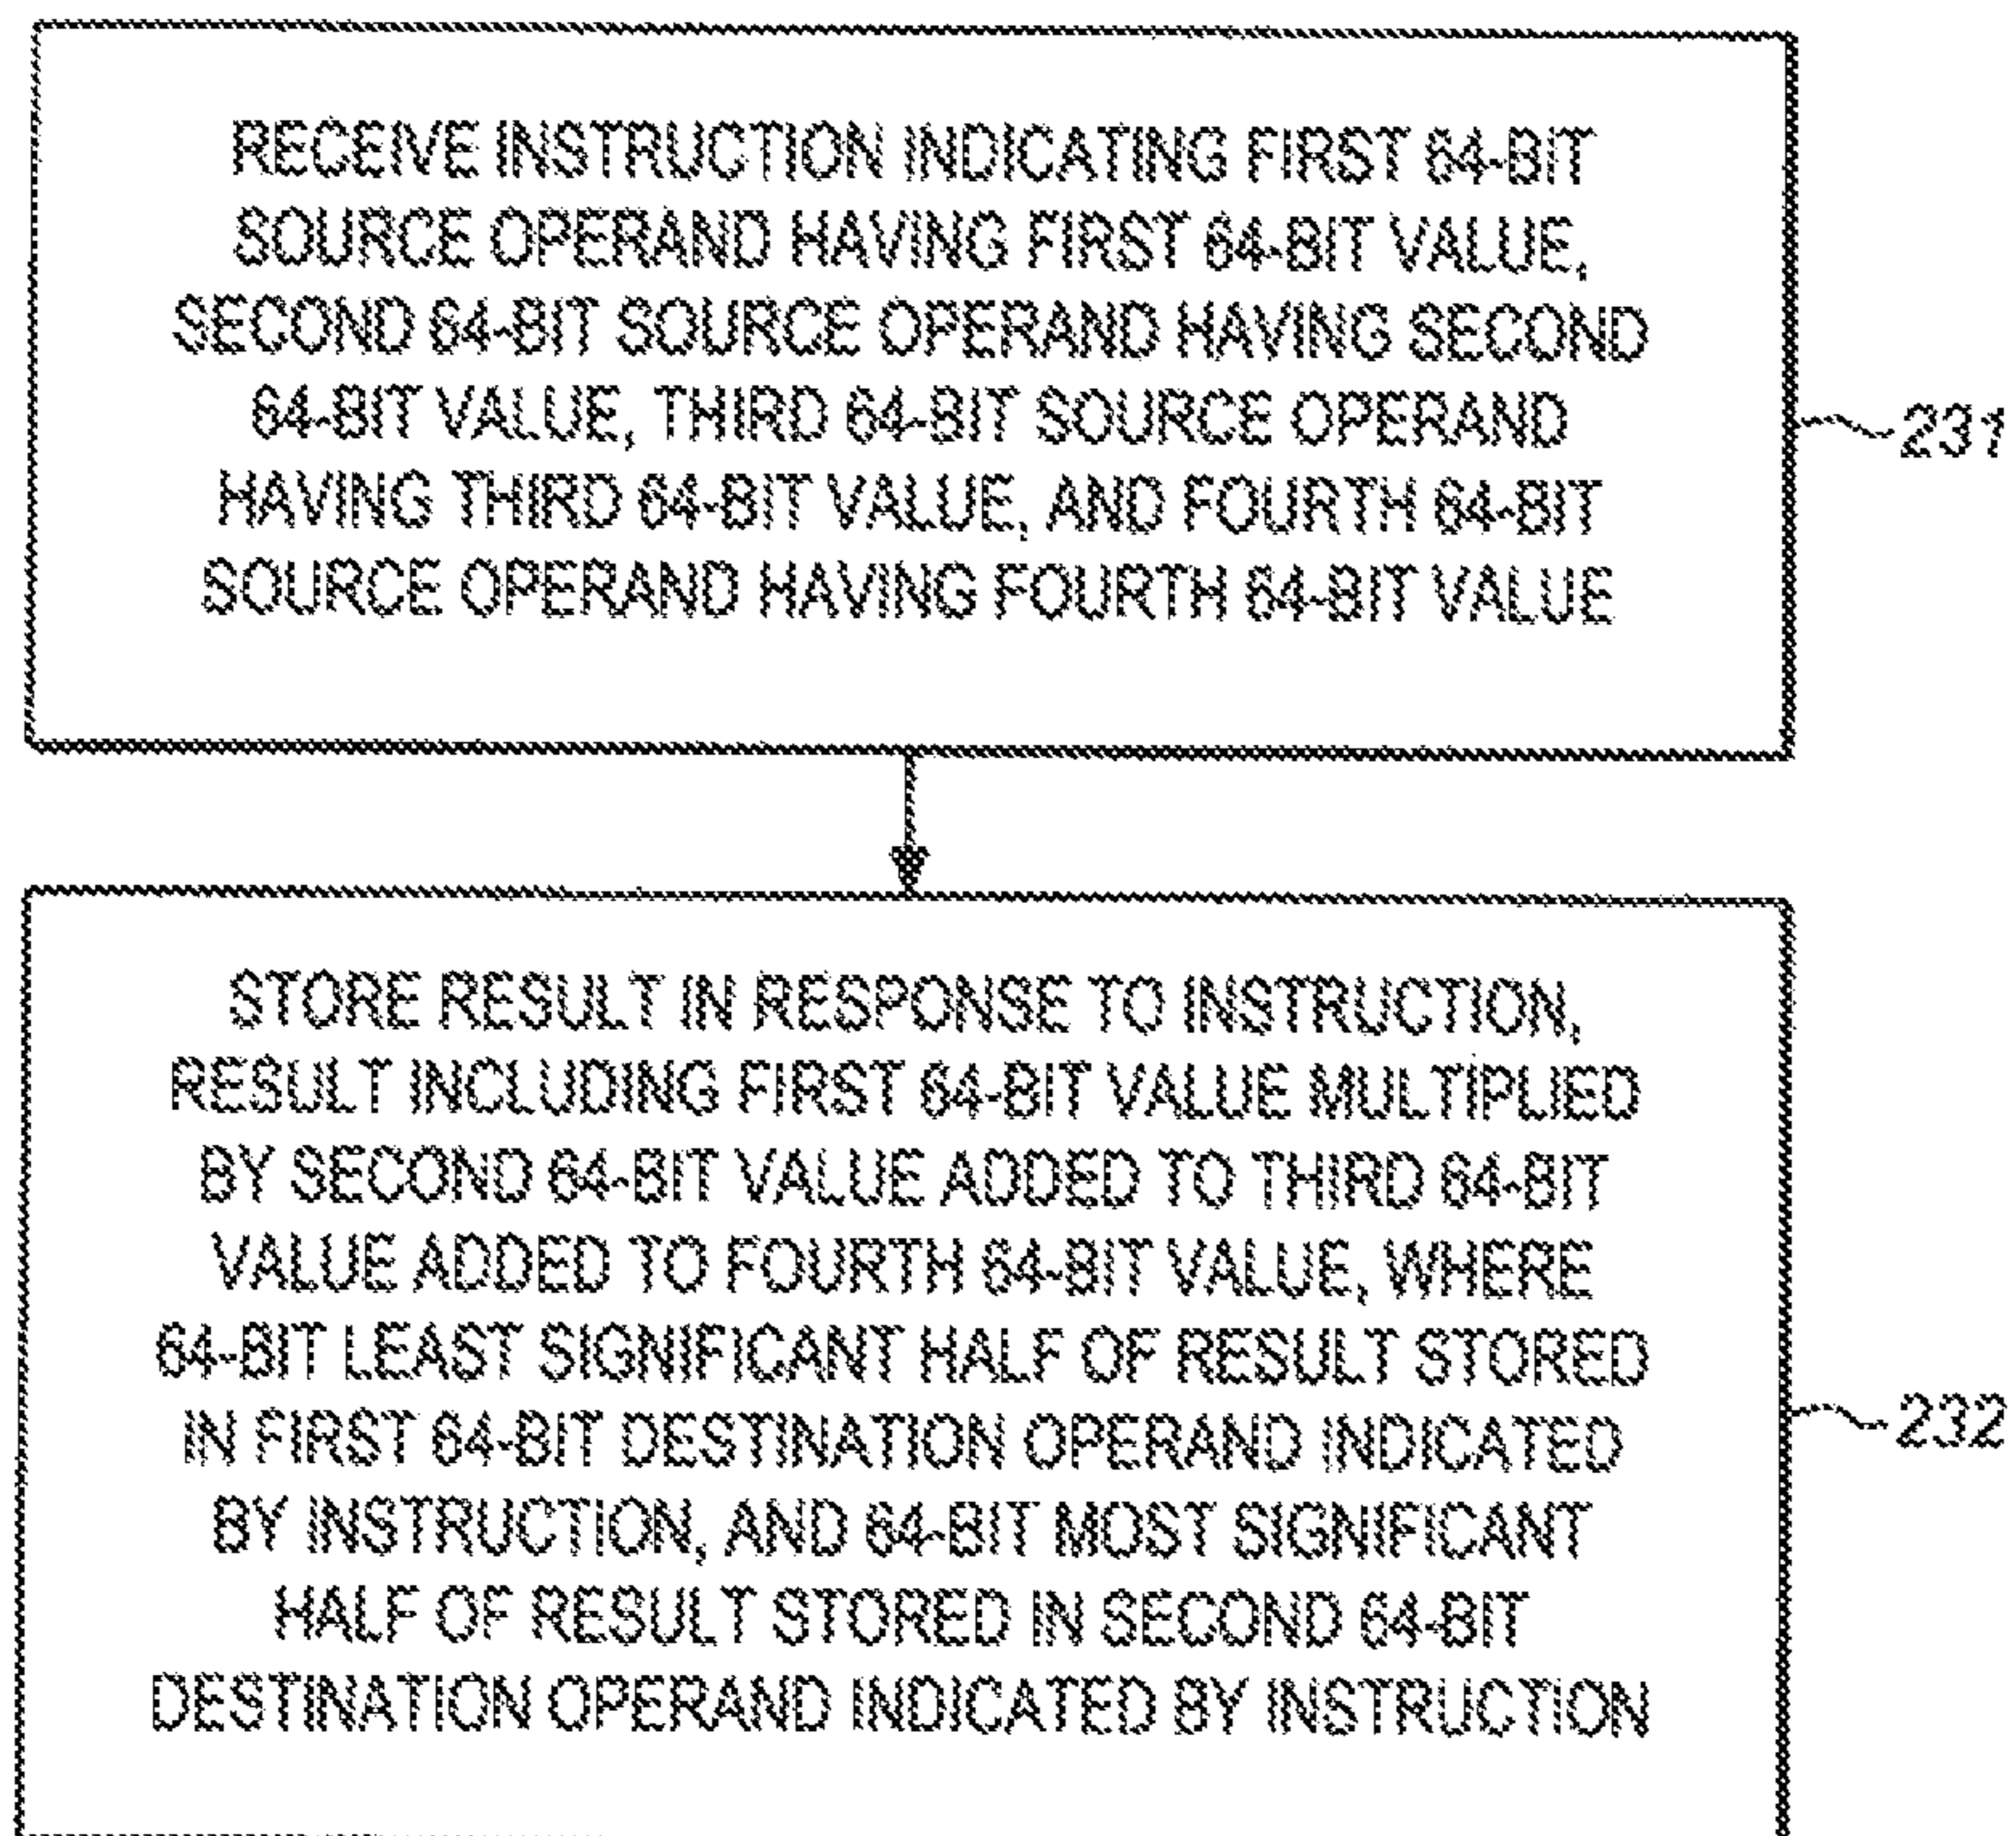 RECEIVE INSTRUCTION INDICATING FIRST 64-BIT
SOURCE OPERAND HAVING FIRST 64-BIT VALUE,
SECOND 64-BIT SOURCE OPERAND HAVING SECOND
64-BIT VALUE, THIRD 64-BIT SOURCE OPERAND
HAVING THIRD 64-BIT VALUE, AND FOURTH 64-BIT
SOURCE OPERAND HAVING FOURTH 64-BIT VALUE
231
STORE RESULT IN RESPONSE TO INSTRUCTION,
RESULT INCLUDING FIRST 64-BIT VALUE MULTIPLIED
BY SECOND 64-BIT VALUE ADDED TO THIRD 64-BIT
VALUE ADDED TO FOURTH 64-BIT VALUE, WHERE
64-BIT LEAST SIGNIFICANT HALF OF RESULT STORED
IN FIRST 64-BIT DESTINATION OPERAND INDICATED
BY INSTRUCTION, AND 64-BIT MOST SIGNIFICANT
HALF OF RESULT STORED IN SECOND 64-BIT
DESTINATION OPERAND INDICATED BY INSTRUCTION
232